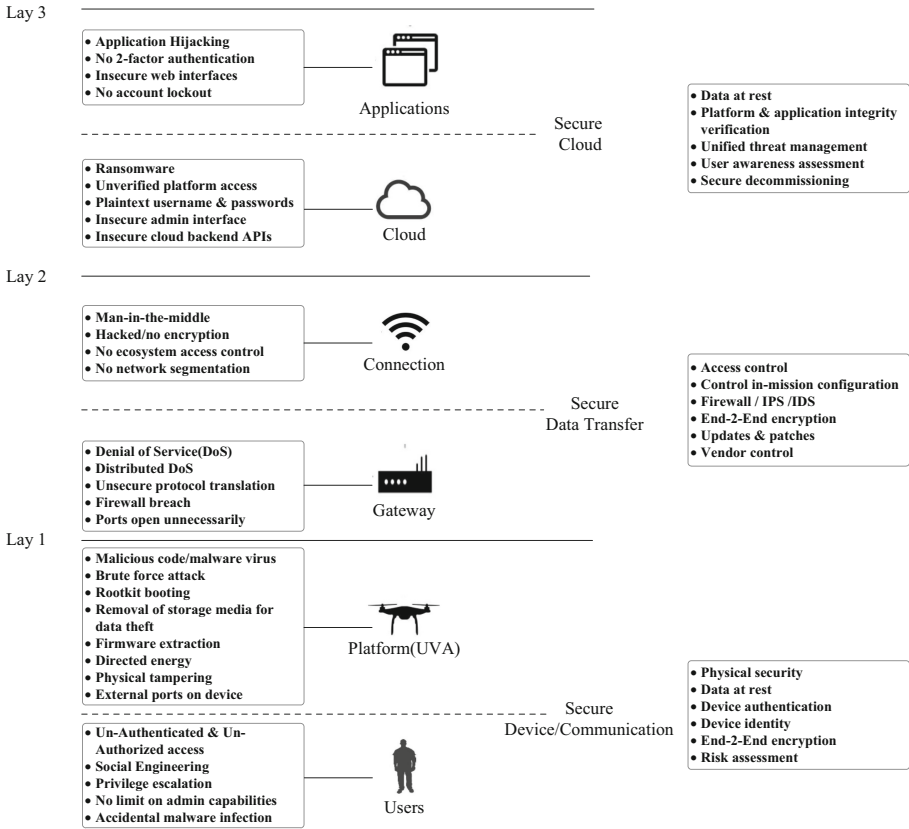 Lay 3
• Application Hijacking
• No 2-factor authentication
• Insecure web interfaces
• No account lockout
Applications
Secure
Cloud
• Data at rest
• Platform & application integrity
verification
• Unified threat management
• User awareness assessment
• Secure decommissioning
• Ransomware
• Unverified platform access
• Plaintext username & passwords
• Insecure admin interface
• Insecure cloud backend APIs
Cloud
Lay 2
• Man-in-the-middle
• Hacked/no encryption
• No ecosystem access control
• No network segmentation
Connection
Secure
Data Transfer
• Access control
• Control in-mission configuration
• Firewall / IPS /IDS
• End-2-End encryption
• Updates & patches
• Vendor control
• Denial of Service(DoS)
• Distributed DoS
• Unsecure protocol translation
• Firewall breach
• Ports open unnecessarily
Gateway
Lay 1
• Malicious code/malware virus
• Brute force attack
• Rootkit booting
• Removal of storage media for
data theft
• Firmware extraction
• Directed energy
• Physical tampering
• External ports on device
Platform(UVA)
Secure
Device/Communication
• Physical security
• Data at rest
• Device authentication
• Device identity
• End-2-End encryption
• Risk assessment
• Un-Authenticated & Un-
Authorized access
• Social Engineering
• Privilege escalation
• No limit on admin capabilities
• Accidental malware infection
Users